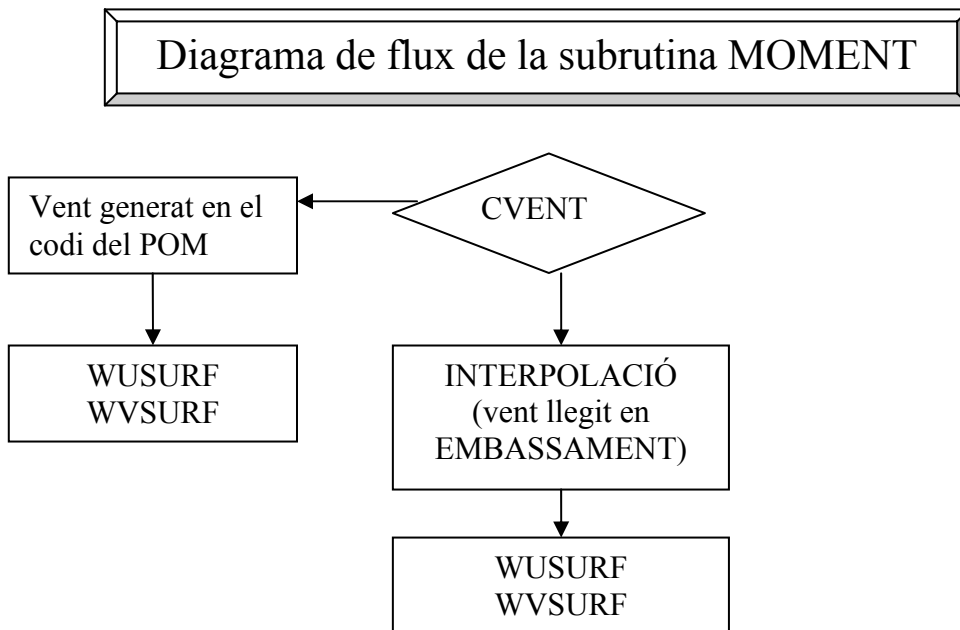 Diagrama de flux de la subrutina MOMENT
CVENT
Vent generat en el
codi del POM
WUSURF
WVSURF
INTERPOLACIÓ
(vent llegit en
EMBASSAMENT)
WUSURF
WVSURF